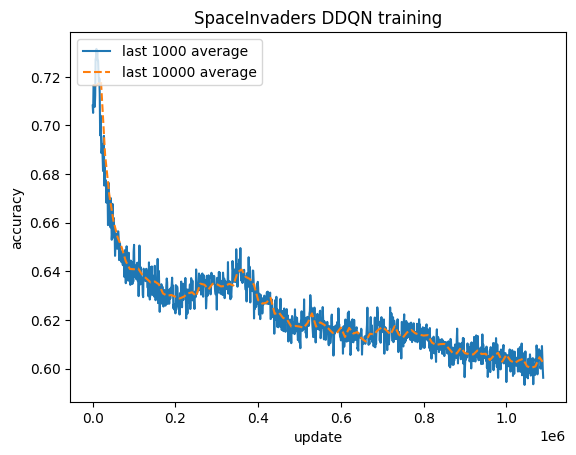 SpaceInvaders DDQN training
last 1000 average
last 10000 average
accuracy
0.72
0.70
0.68
0.66
0.64
0.62
0.60
0.0
0.2
0.4
0.6
0.8
1.0
1e6
update